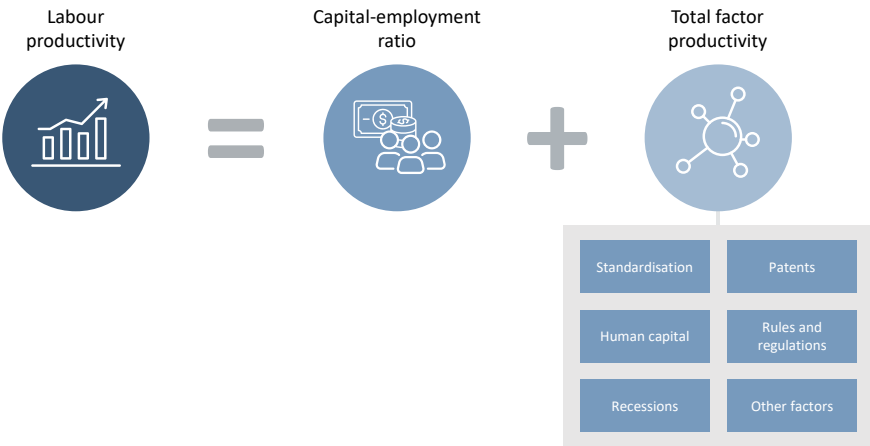 Labour
productivity
Capital-employment
ratio
Total factor
productivity
$
$
Standardisation
Patents
Human capital
Rules and
regulations
Recessions
Other factors